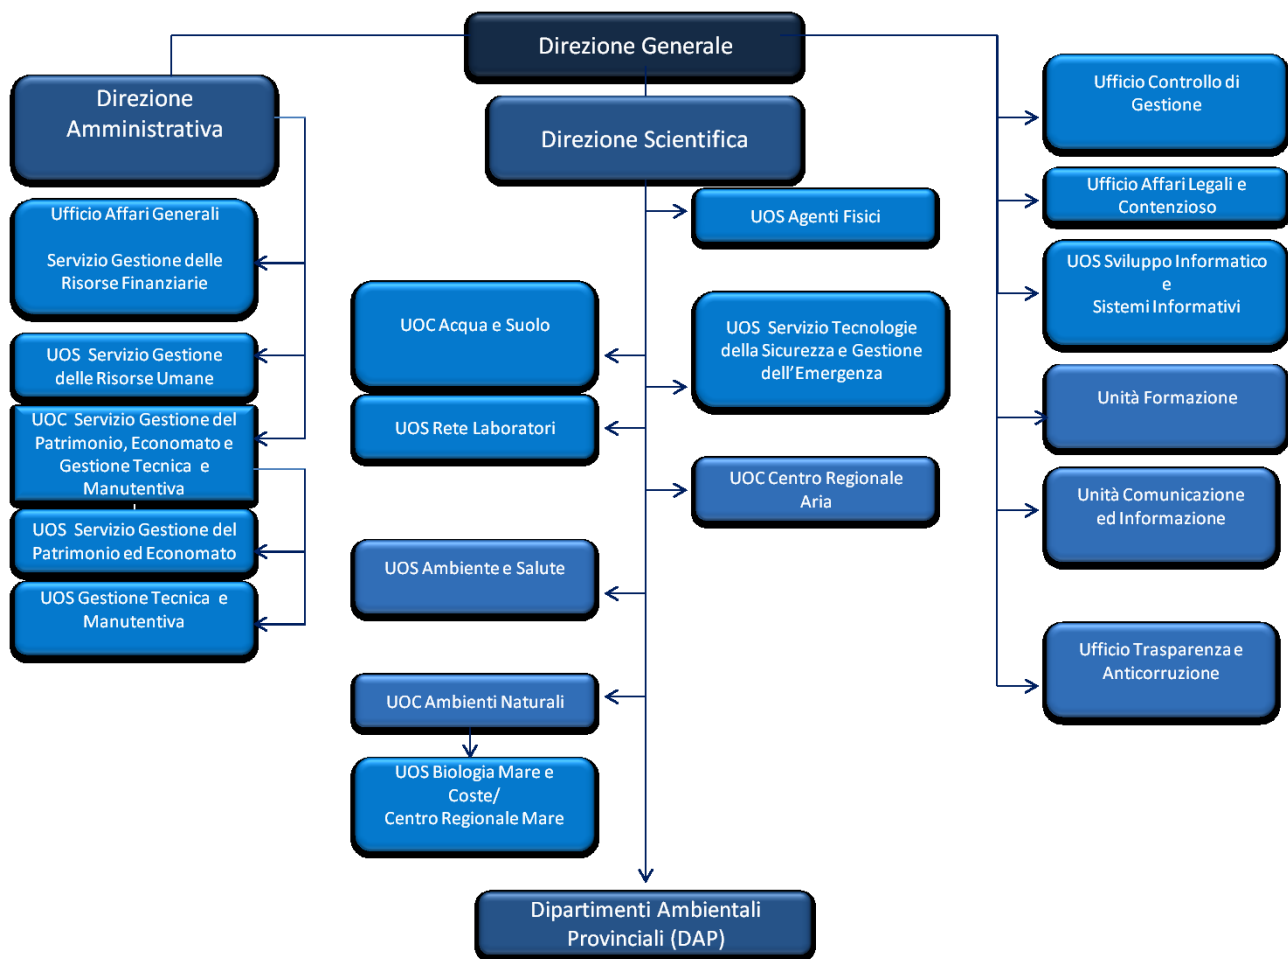 Direzione Generale
Direzione
Amministrativa
Direzione Scientifica
Ufficio Affari Generali
Servizio Gestione delle
Risorse Finanziarie
UOS Servizio Gestione
delle Risorse Umane
UOC Servizio Gestione del
Patrimonio, Economato e
Gestione Tecnica e
Manutentiva
UOS Servizio Gestione del
Patrimonio ed Economato
UOS Gestione Tecnica e
Manutentiva
UOS Agenti Fisici
UOC Acqua e Suolo
UOS Servizio Tecnologie
della Sicurezza e Gestione
dell’Emergenza
UOS Rete Laboratori
UOC Centro Regionale
Aria
UOS Ambiente e Salute
UOC Ambienti Naturali
UOS Biologia Mare e
Coste/
Centro Regionale Mare
Dipartimenti Ambientali
Provinciali (DAP)
Ufficio Controllo di
Gestione
Ufficio Affari Legali e
Contenzioso
UOS Sviluppo Informatico
e
Sistemi Informativi
Unità Formazione
Unità Comunicazione
ed Informazione
Ufficio Trasparenza e
Anticorruzione